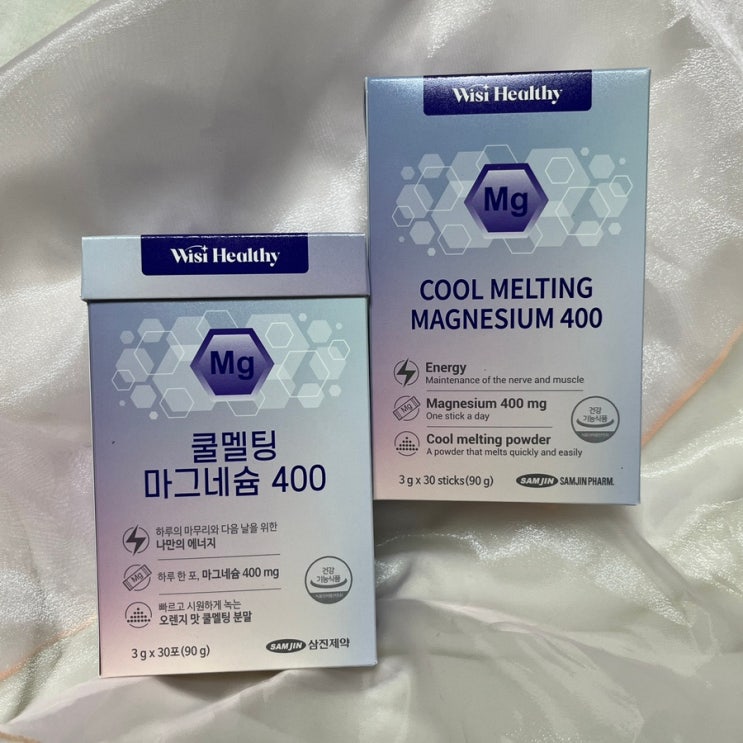 Wisi Healthy
Mg
쿨멜팅
마그네슘 400
하루의 마무리와 다음 날을 위한
나만의 에너지
Mg
하루 한 포, 마그네슘 400 mg
빠르고 시원하게 녹는
오렌지 맛 쿨멜팅 분말
건강
기능식품
3 g x 30포(90 g)
SAMJIN 삼진제약
Wisi Healthy
Mg
COOL MELTING
MAGNESIUM 400
Energy
Maintenance of the nerve and muscle
Mg
Magnesium 400 mg
One stick a day
Cool melting powder
A powder that melts quickly and easily
건강
기능식품
3 g x 30 sticks(90 g)
SAMJIN SAMJIN PHARM.